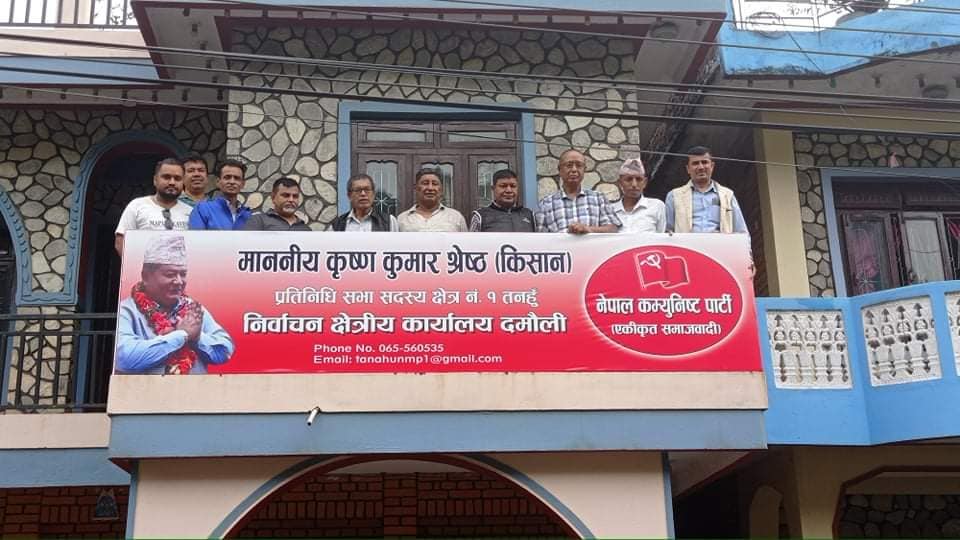 माननीय कृष्ण कुमार श्रेष्ठ (किसान)
प्रतिनिधि सभा सदस्य क्षेत्र नं. १ तनहुँ
निर्वाचन क्षेत्रीय कार्यालय दमौली
Phone No. 065-560535
Email: tanahunmp1@gmail.com
नेपाल कम्युनिष्ट पार्टी
(एकीकृत समाजवादी)